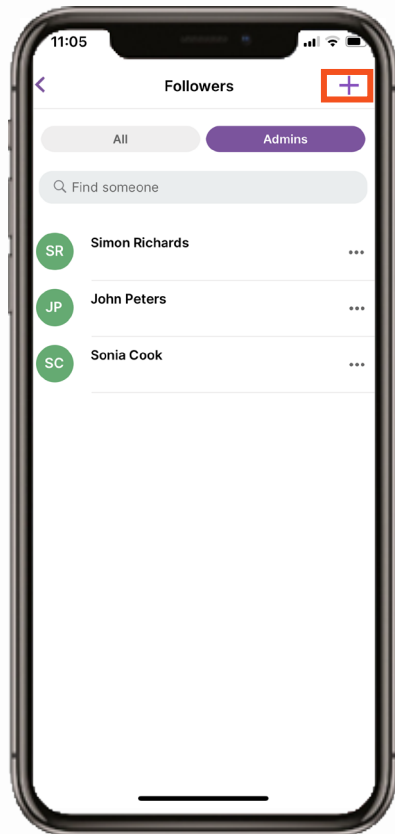 11:05
Followers
All
Admins
Find someone
SR
Simon Richards
JP
John Peters
SC
Sonia Cook